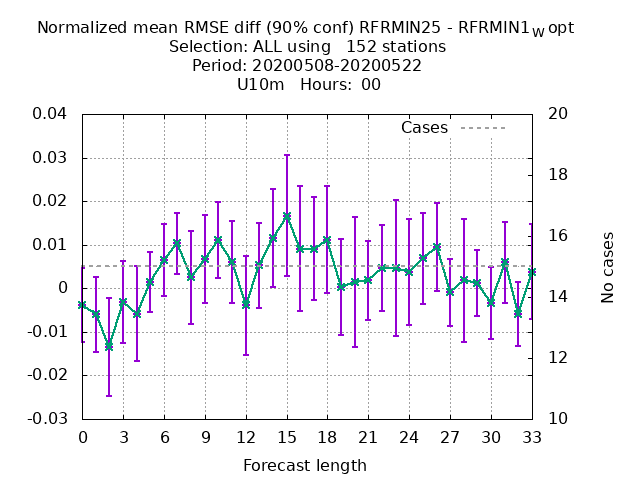 Normalized mean RMSE diff (90% conf) RFRMIN25 - RFRMIN1_W opt
Selection: ALL using 152 stations
Period: 20200508-20200522
U10m Hours: 00
Cases
0.04
0.03
0.02
0.01
0
-0.01
-0.02
-0.03
20
18
16
14
12
10
No cases
0 3 6 9 12 15 18 21 24 27 30 33
Forecast length